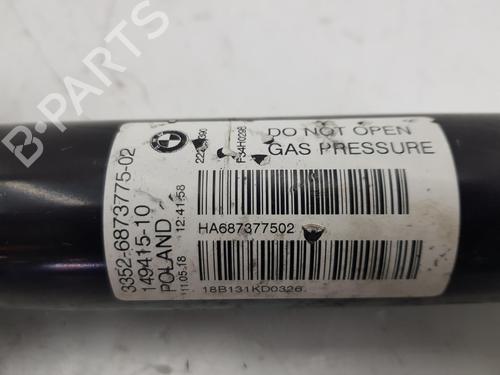 3352-6873775-02
149415-10
POLAND
11.05.18 12:41:58
F34H0296
DO NOT OPEN
GAS PRESSURE
HA687377502
18B131KD0326
B-PARTS